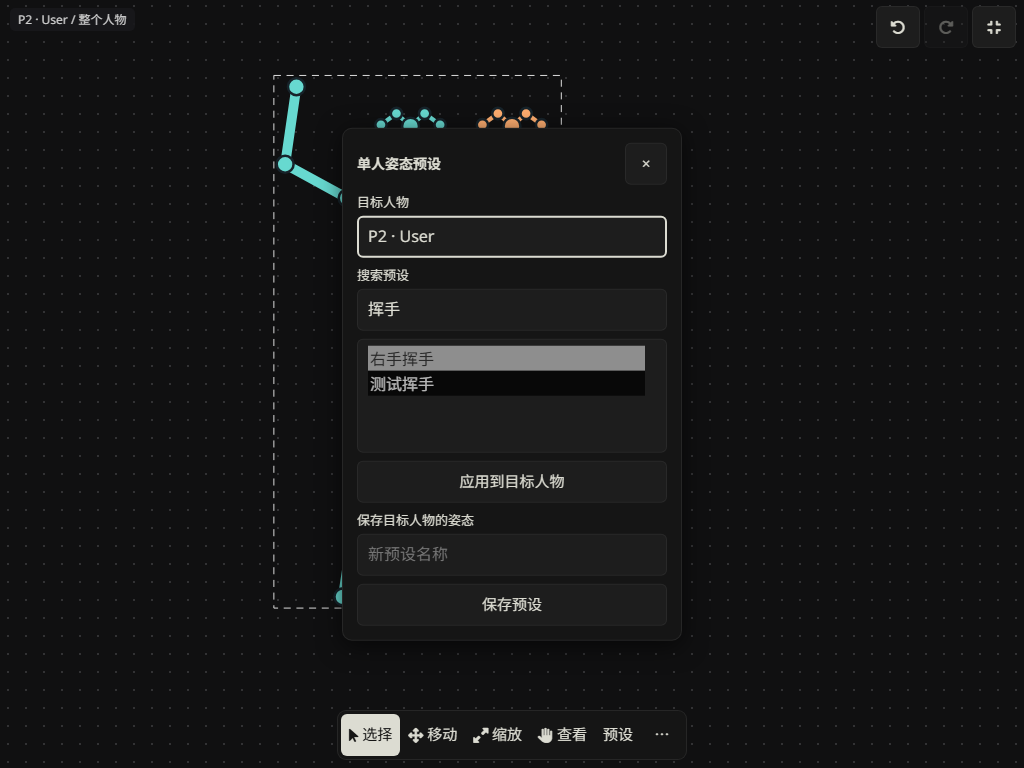 P2 · User / 整个人物
单人姿态预设
×
目标人物
P2 · User
搜索预设
挥手
右手挥手
测试挥手
应用到目标人物
保存目标人物的姿态
新预设名称
保存预设
选择 移动 缩放 查看 预设 ···